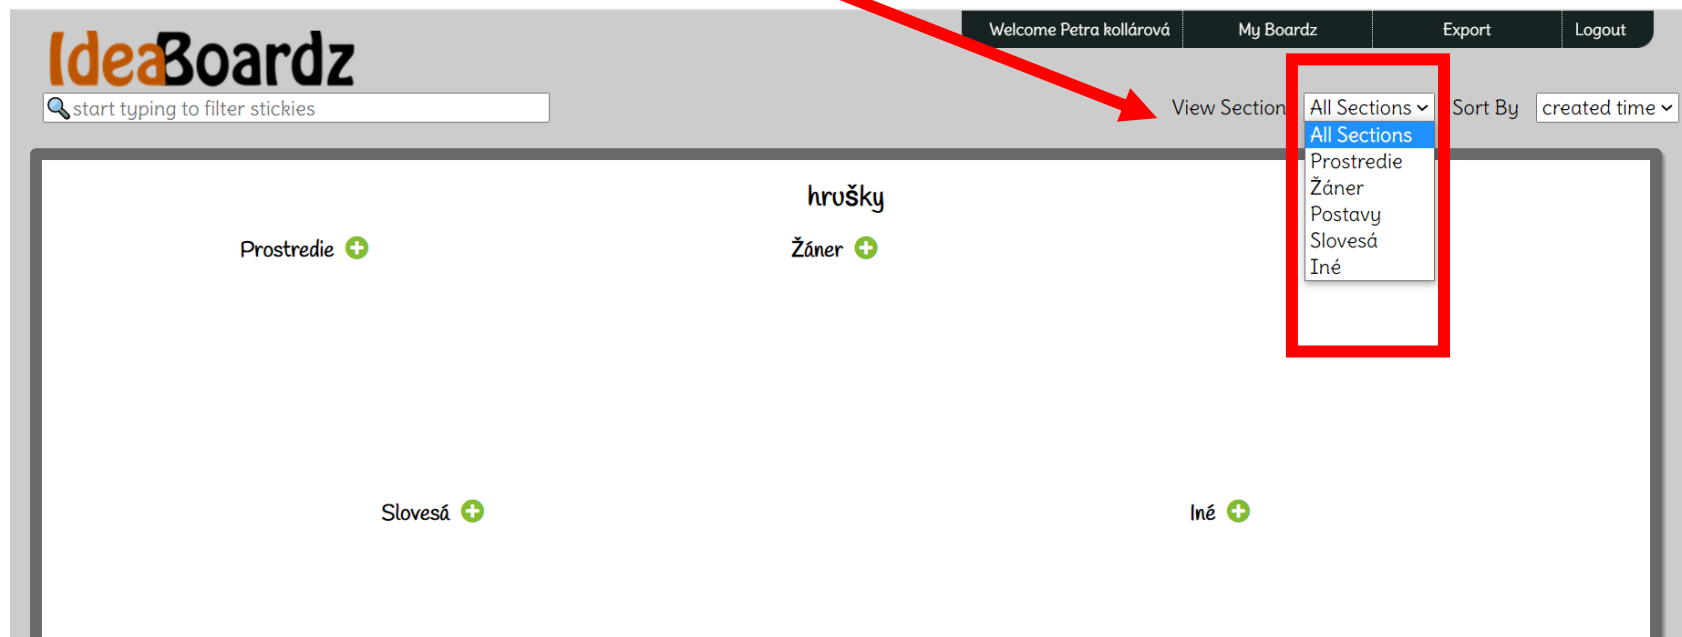 Welcome Petra kollárová My Boardz Export Logout
IdeaBoardz
start typing to filter stickies View Section All Sections Sort By created time
All Sections
Prostredie
Žáner
Postavy
Slovesá
Iné
hrušky
Prostredie Žáner
Slovesá Iné